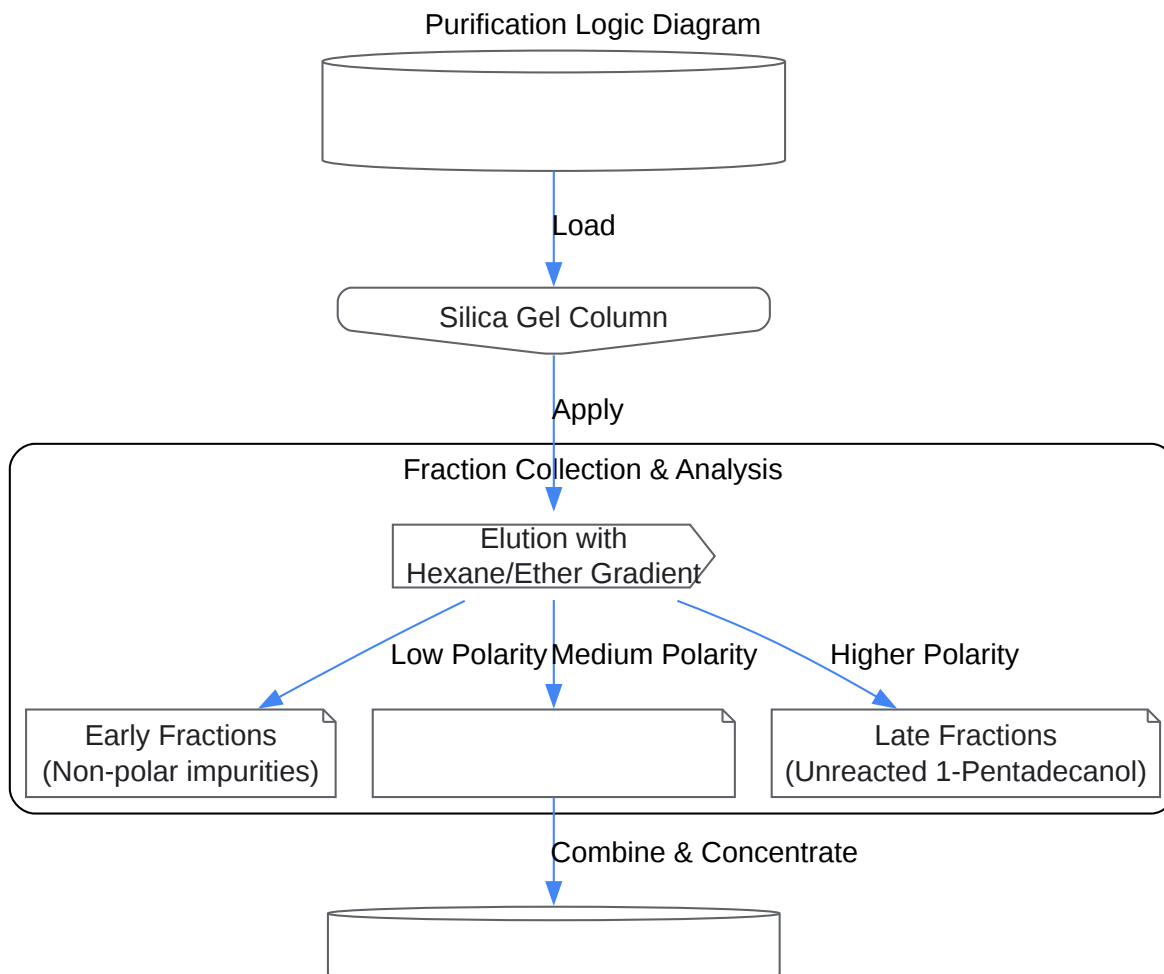 Purification Logic Diagram
Load
Silica Gel Column
Apply
Fraction Collection & Analysis
Elution with
Hexane/Ether Gradient
Low Polarity
Medium Polarity
Higher Polarity
Early Fractions
(Non-polar impurities)
Late Fractions
(Unreacted 1-Pentadecanol)
Combine & Concentrate